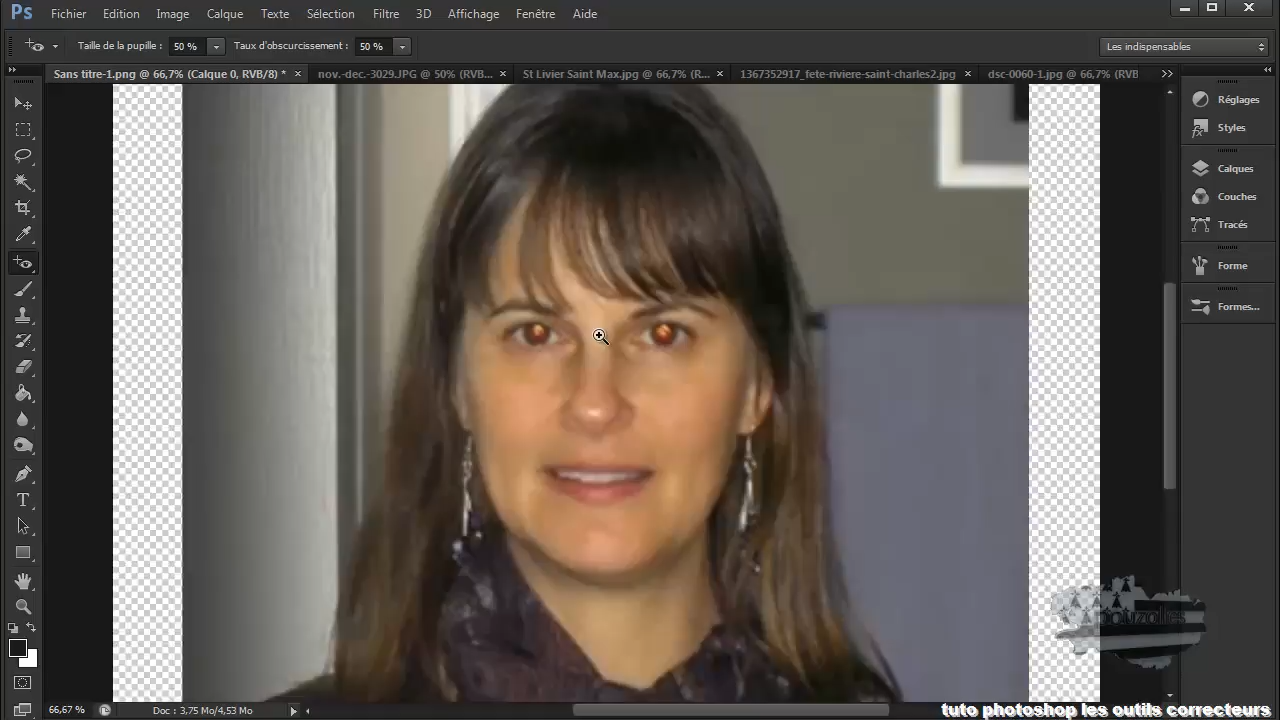 Ps Fichier Edition Image Calque Texte Sélection Filtre 3D Affichage Fenêtre Aide
Taille de la pupille : 50 % Taux d'obscurcissement : 50 % Les indispensables
Sans titre-1.png @ 66,7% (Calque 0, RVB/8) * nov.-dec.-3029.JPG @ 50% (RVB... St Livier Saint Max.jpg @ 66,7% (R... 1367352917_fete-riviere-saint-charles2.jpg dsc-0060-1.jpg @ 66,7% (RVB
Réglages
Styles
Calques
Couches
Tracés
Forme
Formes...
pouzolles
66,67 % Doc : 3,75 Mo/4,53 Mo
tuto photoshop les outils correcteurs